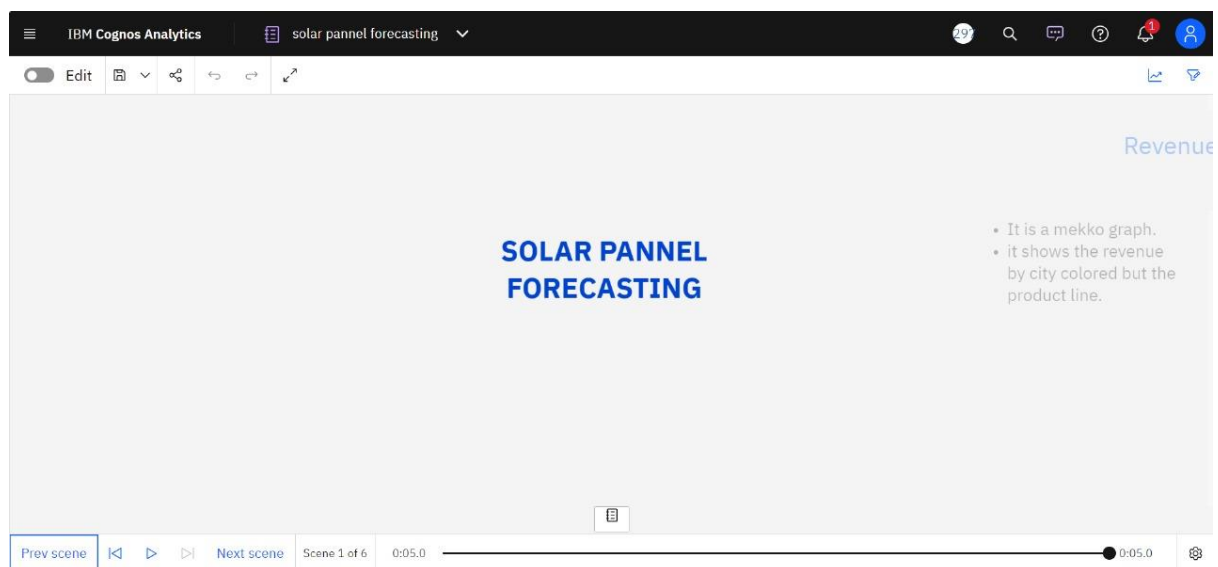 IBM Cognos Analytics
solar pannel forecasting
297
1
Edit
Revenue
SOLAR PANNEL
FORECASTING
• It is a mekko graph.
• it shows the revenue
by city colored but the
product line.
Prev scene
Next scene
Scene 1 of 6
0:05.0
0:05.0